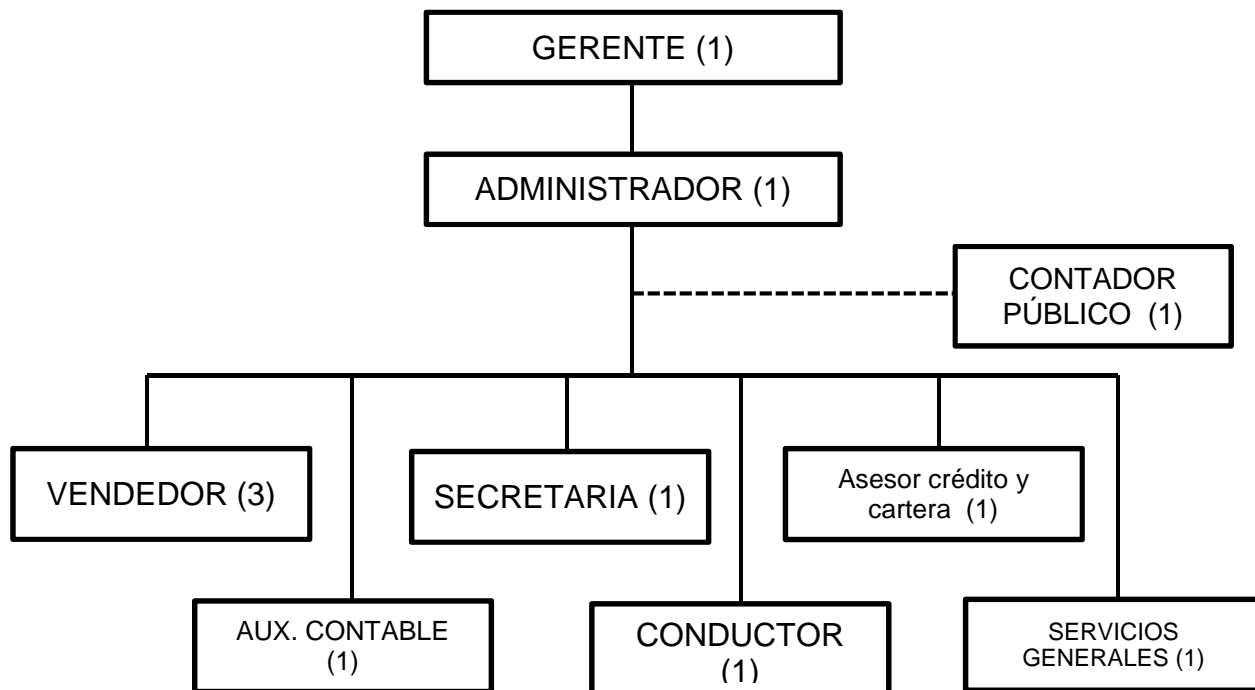 GERENTE (1)
ADMINISTRADOR (1)
CONTADOR
PÚBLICO (1)
VENDEDOR (3)
SECRETARIA (1)
Asesor crédito y
cartera (1)
AUX. CONTABLE
(1)
CONDUCTOR
(1)
SERVICIOS
GENERALES (1)